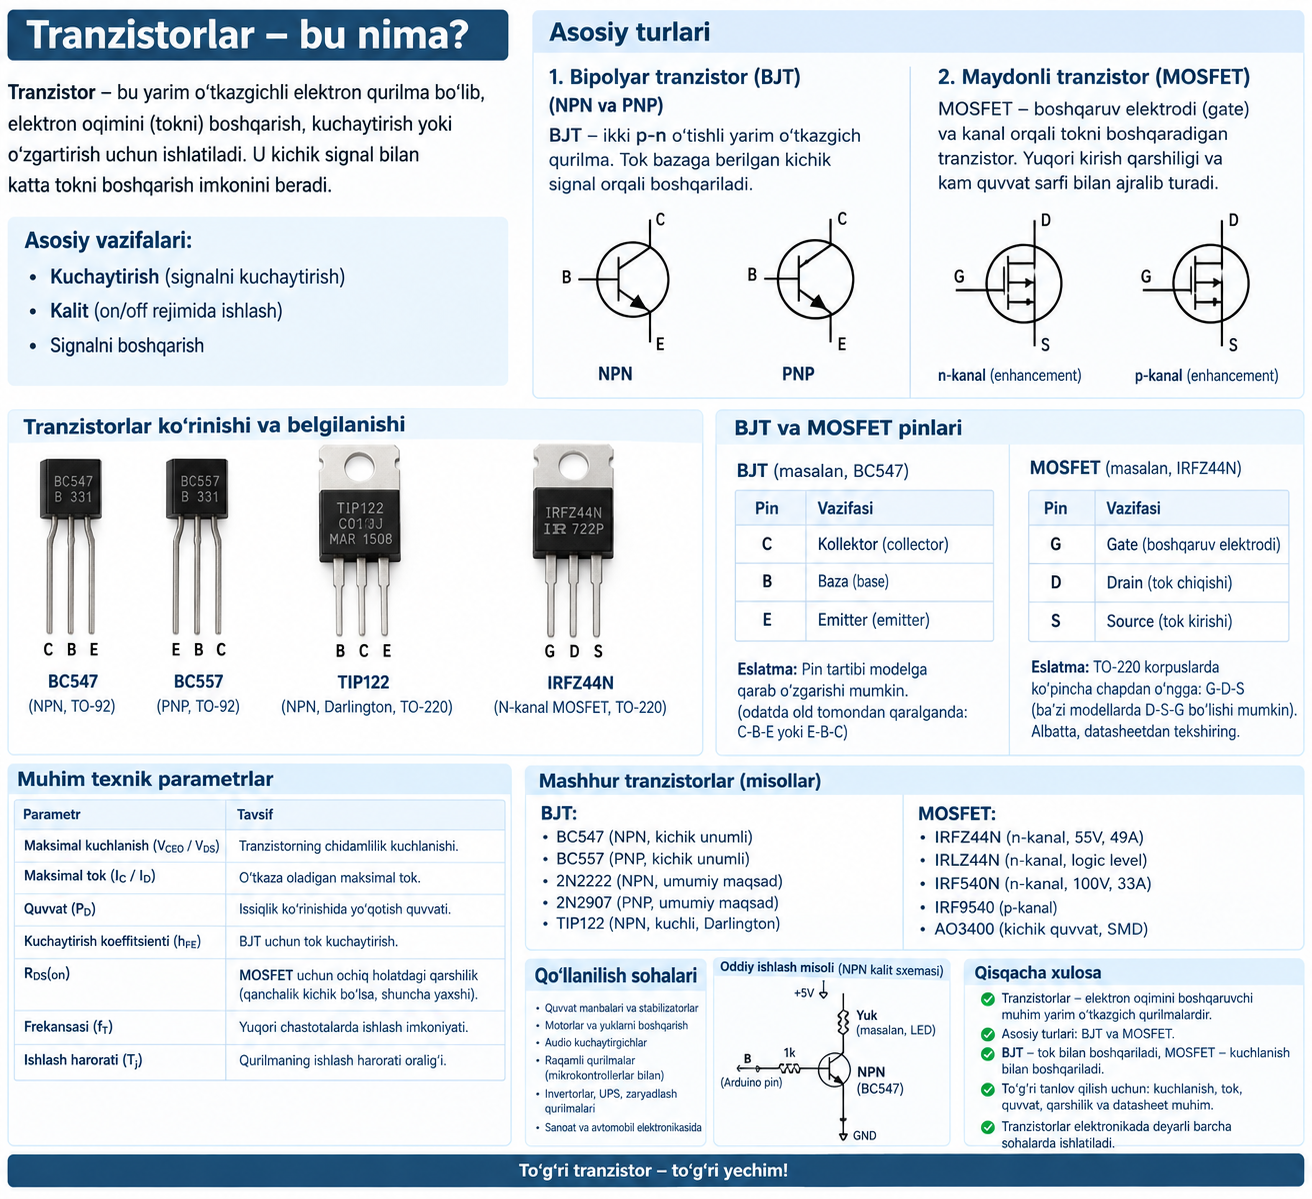 Tranzistorlar – bu nima?
Tranzistor – bu yarim o‘tkazgichli elektron qurilma bo‘lib,
elektron oqimini (tokni) boshqarish, kuchaytirish yoki
o‘zgartirish uchun ishlatiladi. U kichik signal bilan
katta tokni boshqarish imkonini beradi.
Asosiy vazifalari:
• Kuchaytirish (signalni kuchaytirish)
• Kalit (on/off rejimida ishlash)
• Signalni boshqarish
Asosiy turlari
1. Bipolyar tranzistor (BJT)
(NPN va PNP)
BJT – ikki p-n o‘tishli yarim o‘tkazgich
qurilma. Tok bazaga berilgan kichik
signal orqali boshqariladi.
C
B
E
NPN
C
B
E
PNP
2. Maydonli tranzistor (MOSFET)
MOSFET – boshqaruv elektrodi (gate)
va kanal orqali tokni boshqaradigan
tranzistor. Yuqori kirish qarshiligi va
kam quvvat sarfi bilan ajralib turadi.
D
G
S
n-kanal (enhancement)
D
G
S
p-kanal (enhancement)
Tranzistorlar ko‘rinishi va belgilanishi
BC547
B 331
C B E
BC547
(NPN, TO-92)
BC557
B 331
E B C
BC557
(PNP, TO-92)
TIP122
MAR 1508
B C E
TIP122
(NPN, Darlington, TO-220)
IRFZ44N
IR 722P
G D S
IRFZ44N
(N-kanal MOSFET, TO-220)
BJT va MOSFET pinlari
BJT (masalan, BC547)
Pin Vazifasi
C Kollektor (collector)
B Baza (base)
E Emitter (emitter)
Eslatma: Pin tartibi modelga
qarab o‘zgarishi mumkin.
(odatda old tomondan qaralganda:
C-B-E yoki E-B-C)
MOSFET (masalan, IRFZ44N)
Pin Vazifasi
G Gate (boshqaruv elektrodi)
D Drain (tok chiqishi)
S Source (tok kirishi)
Eslatma: TO-220 korpuslarda
ko‘pincha chapdan o‘ngga: G-D-S
(ba’zi modellarda D-S-G bo‘lishi mumkin).
Albatta, datasheetdan tekshiring.
Muhim texnik parametrlar
Parametr Tavsif
Maksimal kuchlanish (VCEO / VDS) Tranzistorning chidamlilik kuchlanishi.
Maksimal tok (IC / ID) O‘tkaza oladigan maksimal tok.
Quvvat (PD) Issiqlik ko‘rinishida yo‘qotish quvvati.
Kuchaytirish koeffitsienti (hFE) BJT uchun tok kuchaytirish.
RDS(on) MOSFET uchun ochiq holatdagi qarshilik
(qanchalik kichik bo‘lsa, shuncha yaxshi).
Frekansasi (fT) Yuqori chastotalarda ishlash imkoniyati.
Ishlash harorati (Tj) Qurilmaning ishlash harorati oralig‘i.
Mashhur tranzistorlar (misollar)
BJT:
• BC547 (NPN, kichik unumli)
• BC557 (PNP, kichik unumli)
• 2N2222 (NPN, umumiy maqsad)
• 2N2907 (PNP, umumiy maqsad)
• TIP122 (NPN, kuchli, Darlington)
MOSFET:
• IRFZ44N (n-kanal, 55V, 49A)
• IRLZ44N (n-kanal, logic level)
• IRF540N (n-kanal, 100V, 33A)
• IRF9540 (p-kanal)
• AO3400 (kichik quvvat, SMD)
Qo‘llanilish sohalari
• Quvvat manbalari va stabilizatorlar
• Motorlar va yuklarni boshqarish
• Audio kuchaytirgichlar
• Raqamli qurilmalar
(mikrokontrollerlar bilan)
• Invertorlar, UPS, zaryadlash
qurilmalari
• Sanoat va avtomobil elektronikasida
Oddiy ishlash misoli (NPN kalit sxemasi)
+5V
Yuk
(masalan, LED)
B
1k
(Arduino pin)
NPN
(BC547)
GND
Qisqacha xulosa
Tranzistorlar – elektron oqimini boshqaruvchi
muhim yarim o‘tkazgich qurilmalardir.
Asosiy turlari: BJT va MOSFET.
BJT – tok bilan boshqariladi, MOSFET – kuchlanish
bilan boshqariladi.
To‘g‘ri tanlov qilish uchun: kuchlanish, tok,
quvvat, qarshilik va datasheet muhim.
Tranzistorlar elektronikada deyarli barcha
sohalarda ishlatiladi.
To‘g‘ri tranzistor – to‘g‘ri yechim!